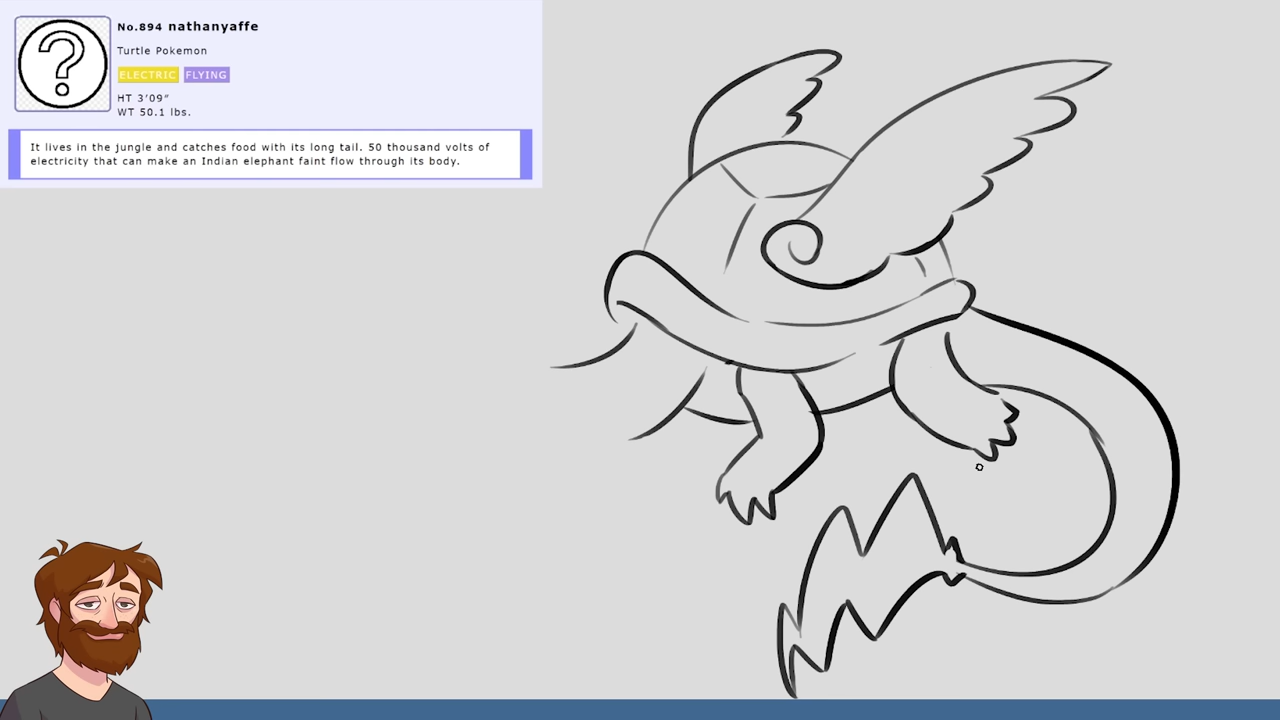 No.894 nathanyaffe
Turtle Pokemon
ELECTRIC FLYING
HT 3'09"
WT 50.1 lbs.
It lives in the jungle and catches food with its long tail. 50 thousand volts of
electricity that can make an Indian elephant faint flow through its body.